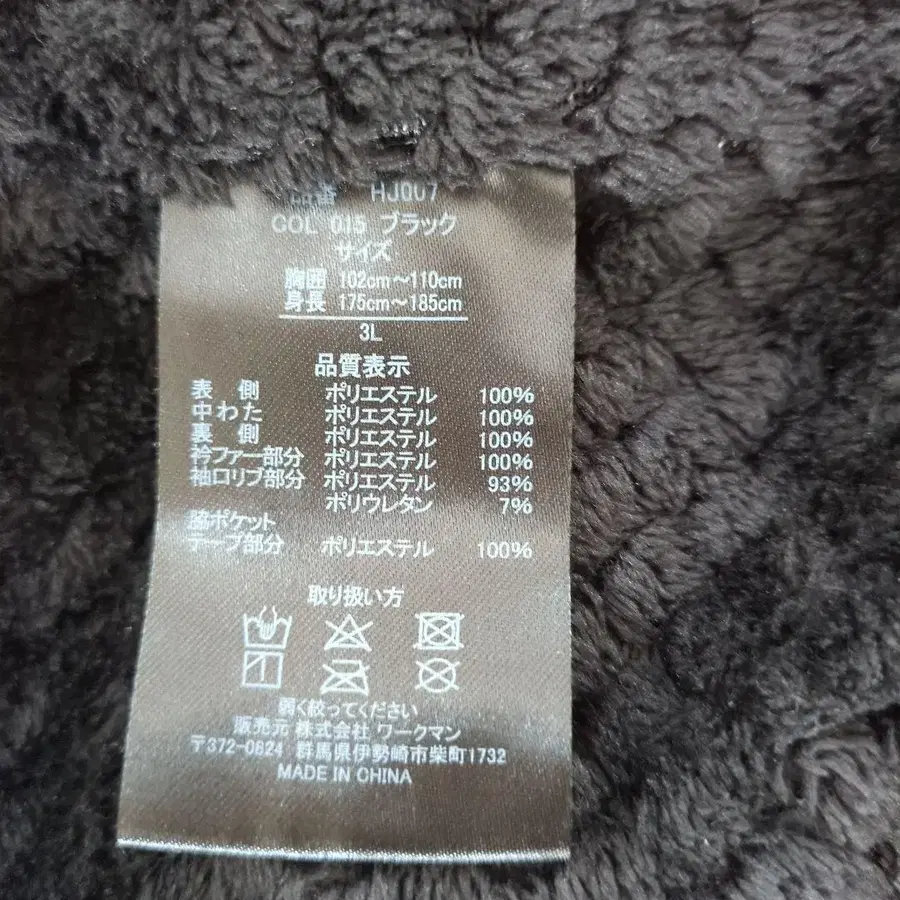 品番 HJ007
COL 015 ブラック
サイズ
胸囲 102cm～110cm
身長 175cm～185cm
3L
品質表示
表 側 ポリエステル 100%
中わた ポリエステル 100%
裏 側 ポリエステル 100%
衿ファー部分 ポリエステル 100%
袖口リブ部分 ポリエステル 93%
ポリウレタン 7%
脇ポケット
テープ部分 ポリエステル 100%
取り扱い方
弱く絞ってください
販売元 株式会社 ワークマン
〒372-0824 群馬県伊勢崎市柴町1732
MADE IN CHINA